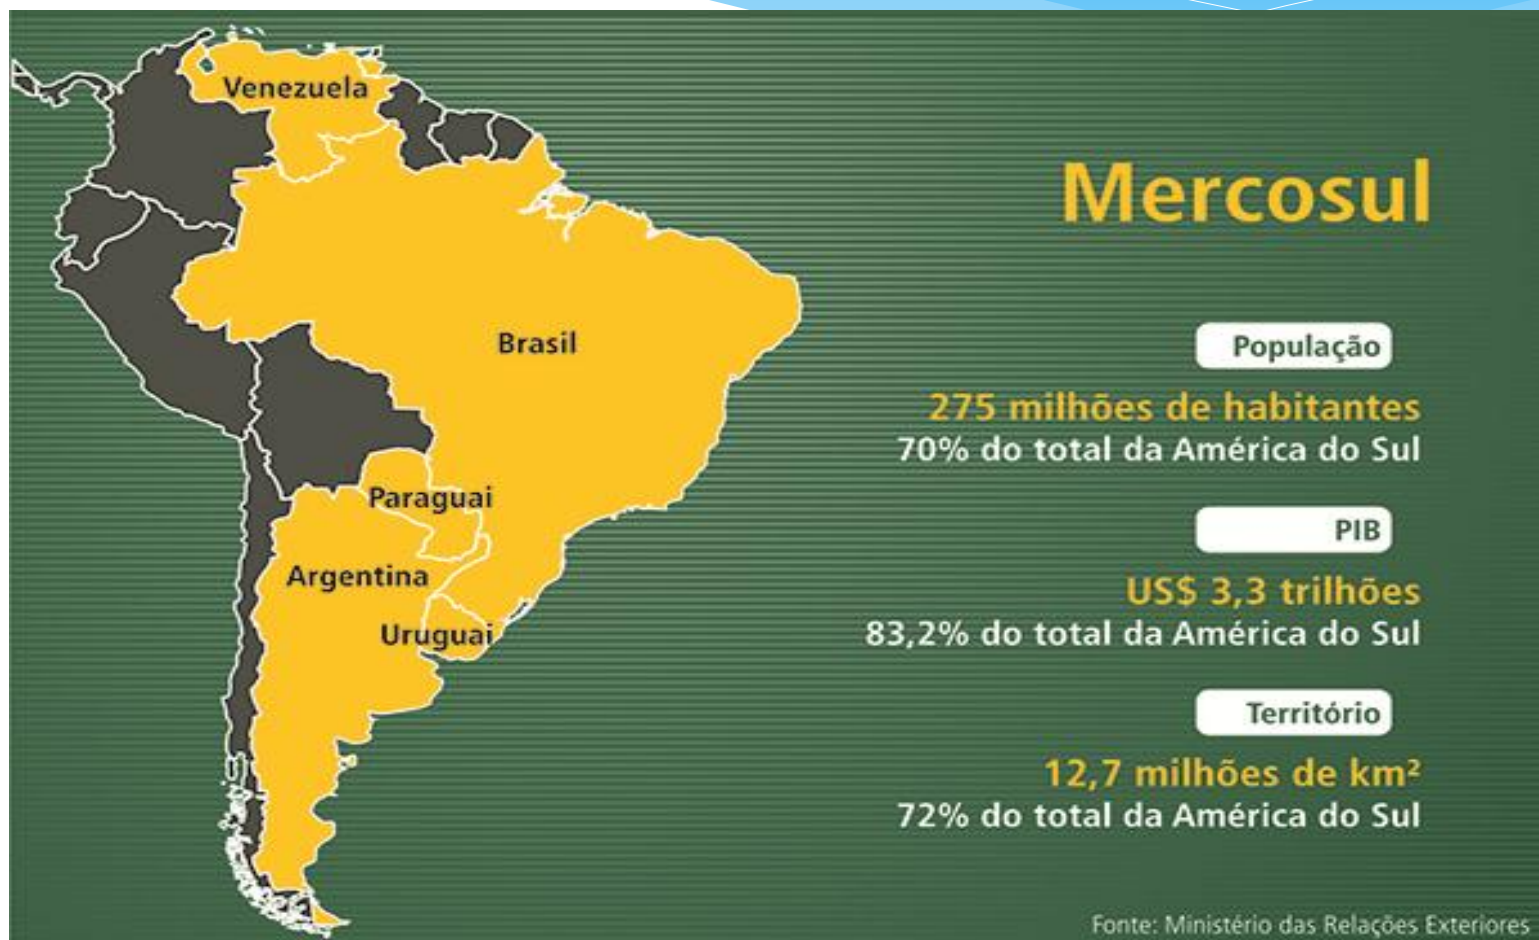 Venezuela
Mercosul
Brasil
População
275 milhões de habitantes
70% do total da América do Sul
Paraguai
PIB
Argentina
US$ 3,3 trilhões
Uruguai
83,2% do total da América do Sul
Território
12,7 milhões de km²
72% do total da América do Sul
Fonte: Ministério das Relações Exteriores